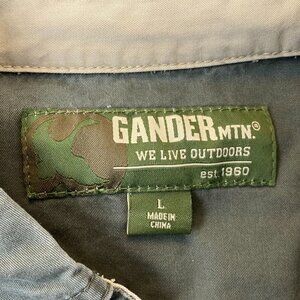 GANDER MTN.®
WE LIVE OUTDOORS
est. 1960
L
MADE IN
CHINA